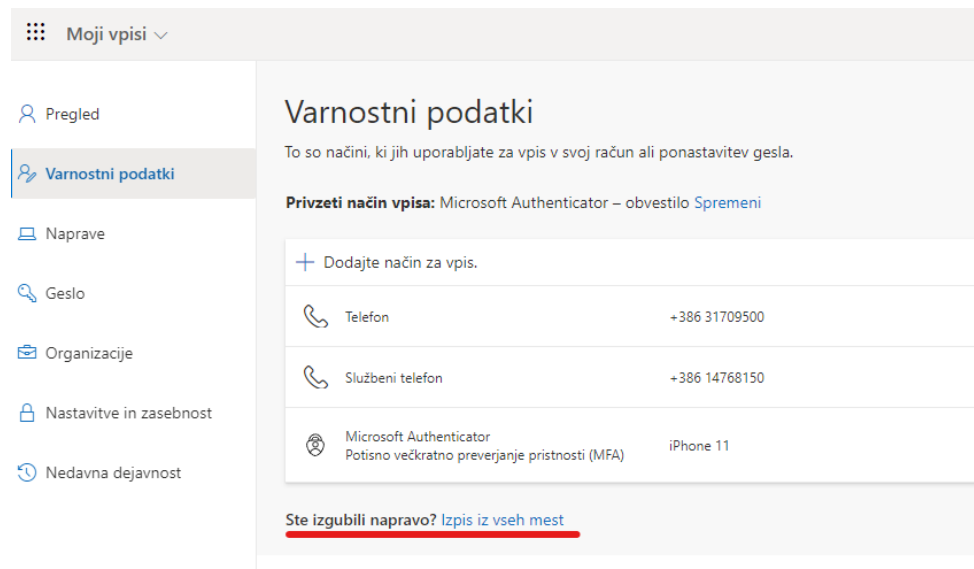 Moji vpisi
Pregled
Varnostni podatki
Naprave
Geslo
Organizacije
Nastavitve in zasebnost
Nedavna dejavnost
Varnostni podatki
To so načini, ki jih uporabljate za vpis v svoj račun ali ponastavitev gesla.
Privzeti način vpisa: Microsoft Authenticator – obvestilo Spremeni
Dodajte način za vpis.
Telefon +386 31709500
Službeni telefon +386 14768150
Microsoft Authenticator
Potisno večkratno preverjanje pristnosti (MFA) iPhone 11
Ste izgubili napravo? Izpis iz vseh mest